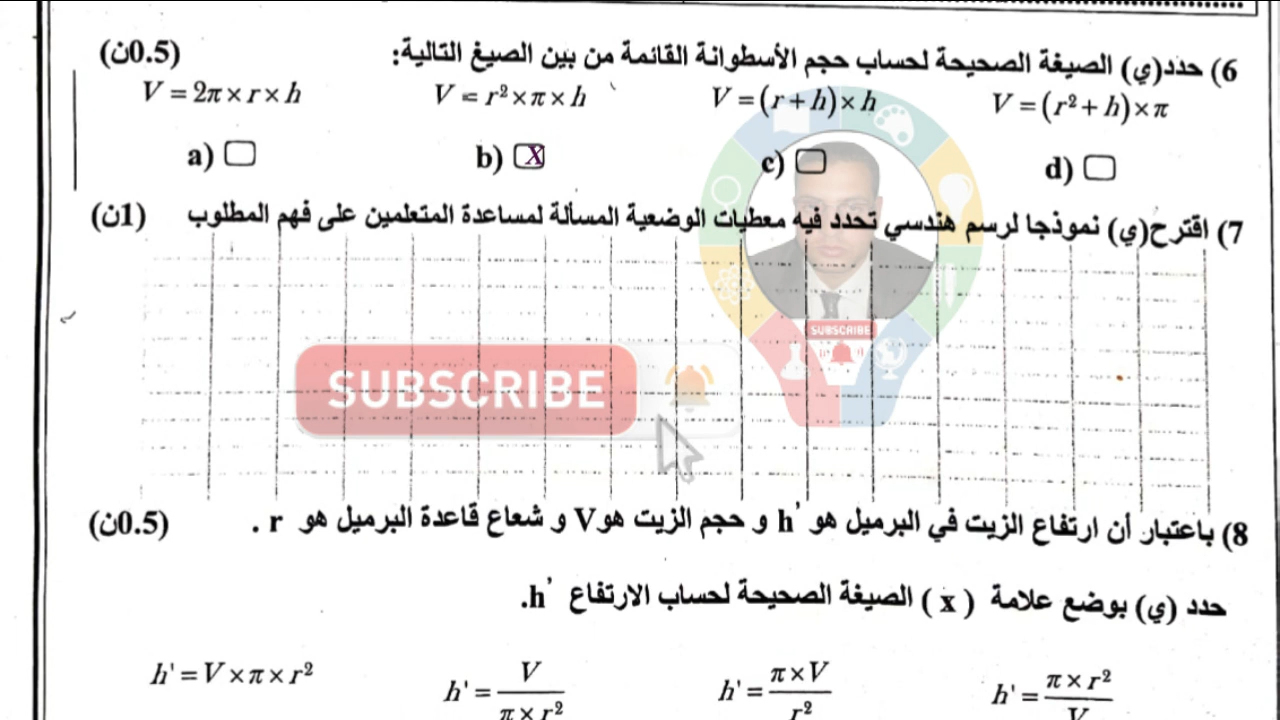 6) حدد(ي) الصيغة الصحيحة لحساب حجم الأسطوانة القائمة من بين الصيغ التالية: (0.5ن)
V = 2π × r × h V = r² × π × h V = (r + h) × h V = (r² + h) × π
a) b) X c) d)
7) اقترح(ي) نموذجا لرسم هندسي تحدد فيه معطيات الوضعية المسألة لمساعدة المتعلمين على فهم المطلوب (1ن)
SUBSCRIBE
SUBSCRIBE
8) باعتبار أن ارتفاع الزيت في البرميل هو h' و حجم الزيت هو V و شعاع قاعدة البرميل هو r . (0.5ن)
حدد (ي) بوضع علامة ( x ) الصيغة الصحيحة لحساب الارتفاع h'.
h' = V × π × r² h' = V / π × r² h' = π × V / r² h' = π × r² / V